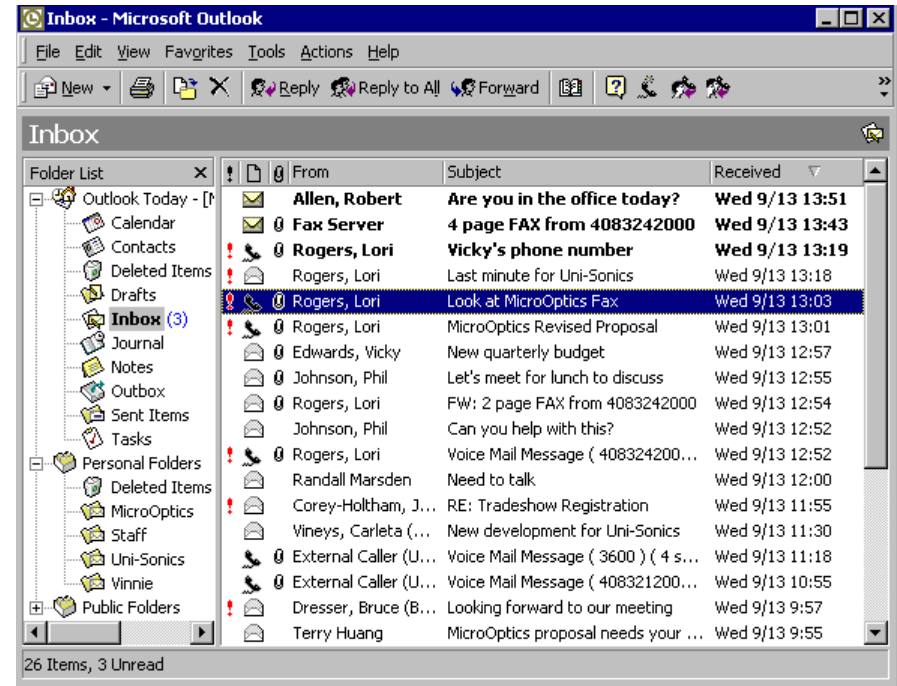 Inbox - Microsoft Outlook
File Edit View Favorites Tools Actions Help
New Reply Reply to All Forward
Inbox
Folder List
Outlook Today - [
Calendar
Contacts
Deleted Items
Drafts
Inbox (3)
Journal
Notes
Outbox
Sent Items
Tasks
Personal Folders
Deleted Items
MicroOptics
Staff
Uni-Sonics
Vinnie
Public Folders
From Subject Received
Allen, Robert Are you in the office today? Wed 9/13 13:51
Fax Server 4 page FAX from 4083242000 Wed 9/13 13:43
Rogers, Lori Vicky's phone number Wed 9/13 13:19
Rogers, Lori Last minute for Uni-Sonics Wed 9/13 13:18
Rogers, Lori Look at MicroOptics Fax Wed 9/13 13:03
Rogers, Lori MicroOptics Revised Proposal Wed 9/13 13:01
Edwards, Vicky New quarterly budget Wed 9/13 12:57
Johnson, Phil Let's meet for lunch to discuss Wed 9/13 12:55
Rogers, Lori FW: 2 page FAX from 4083242000 Wed 9/13 12:54
Johnson, Phil Can you help with this? Wed 9/13 12:52
Rogers, Lori Voice Mail Message ( 408324200... Wed 9/13 12:52
Randall Marsden Need to talk Wed 9/13 12:00
Corey-Holtham, J... RE: Tradeshow Registration Wed 9/13 11:55
Vineys, Carleta (... New development for Uni-Sonics Wed 9/13 11:30
External Caller (U... Voice Mail Message ( 3600 ) ( 4 s... Wed 9/13 11:18
External Caller (U... Voice Mail Message ( 408321200... Wed 9/13 10:55
Dresser, Bruce (B... Looking forward to our meeting Wed 9/13 9:57
Terry Huang MicroOptics proposal needs your ... Wed 9/13 9:55
26 Items, 3 Unread